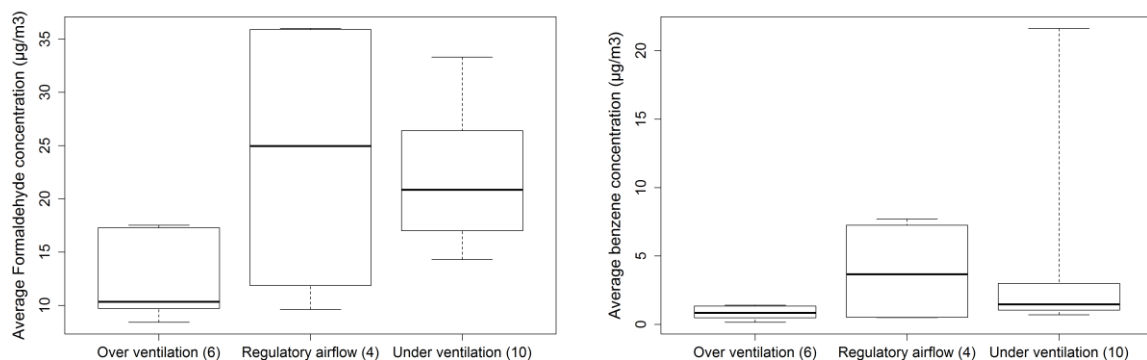 Average Formaldehyde concentration (µg/m3)
35
30
25
20
15
10
Over ventilation (6) Regulatory airflow (4) Under ventilation (10)
Average benzene concentration (µg/m3)
20
15
10
5
0
Over ventilation (6) Regulatory airflow (4) Under ventilation (10)